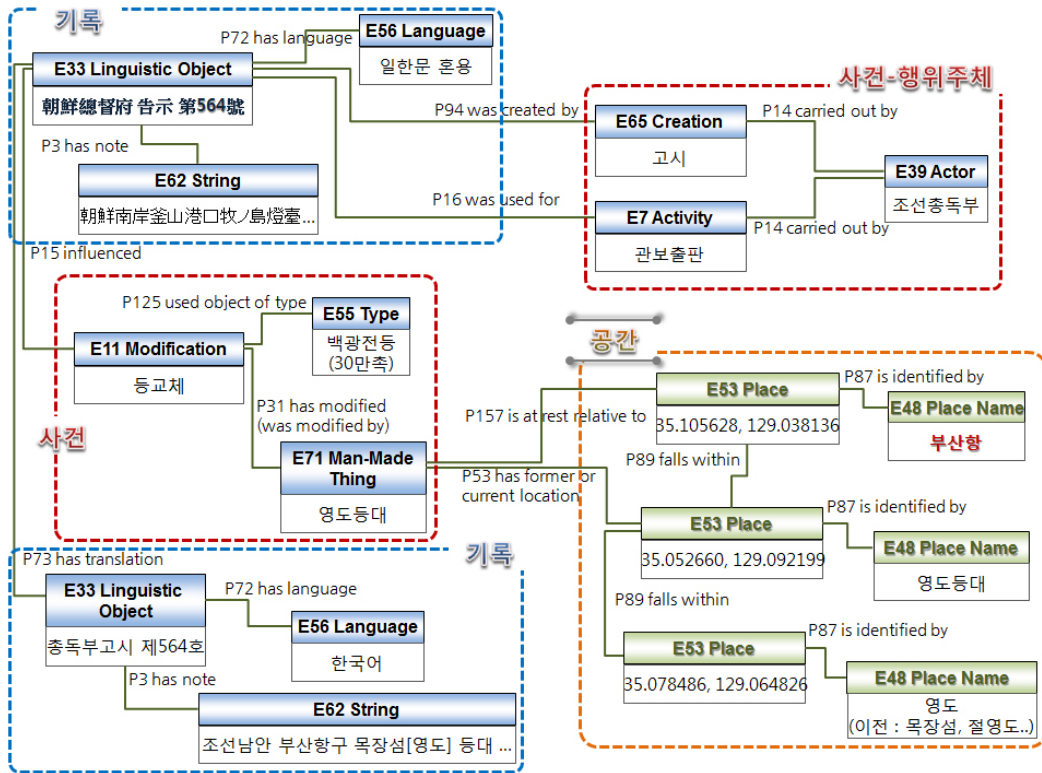 기록
P72 has language
E56 Language
일한문 혼용
E33 Linguistic Object
朝鮮總督府 告示 第564號
P3 has note
E62 String
朝鮮南岸釜山港口牧ノ島燈臺...
P94 was created by
P16 was used for
사건-행위주체
E65 Creation
고시
P14 carried out by
E39 Actor
조선총독부
E7 Activity
관보출판
P14 carried out by
P15 influenced
P125 used object of type
E55 Type
백광전등
(30만촉)
E11 Modification
등교체
P31 has modified
(was modified by)
사건
E71 Man-Made
Thing
영도등대
P157 is at rest relative to
P53 has former or
current location
공간
E53 Place
35.105628, 129.038136
P87 is identified by
E48 Place Name
부산항
P89 falls within
E53 Place
35.052660, 129.092199
P87 is identified by
E48 Place Name
영도등대
P89 falls within
E53 Place
35.078486, 129.064826
P87 is identified by
E48 Place Name
영도
(이전 : 목장섬, 절영도..)
기록
P73 has translation
E33 Linguistic
Object
총독부고시 제564호
P72 has language
E56 Language
한국어
P3 has note
E62 String
조선남안 부산항구 목장섬[영도] 등대 ...